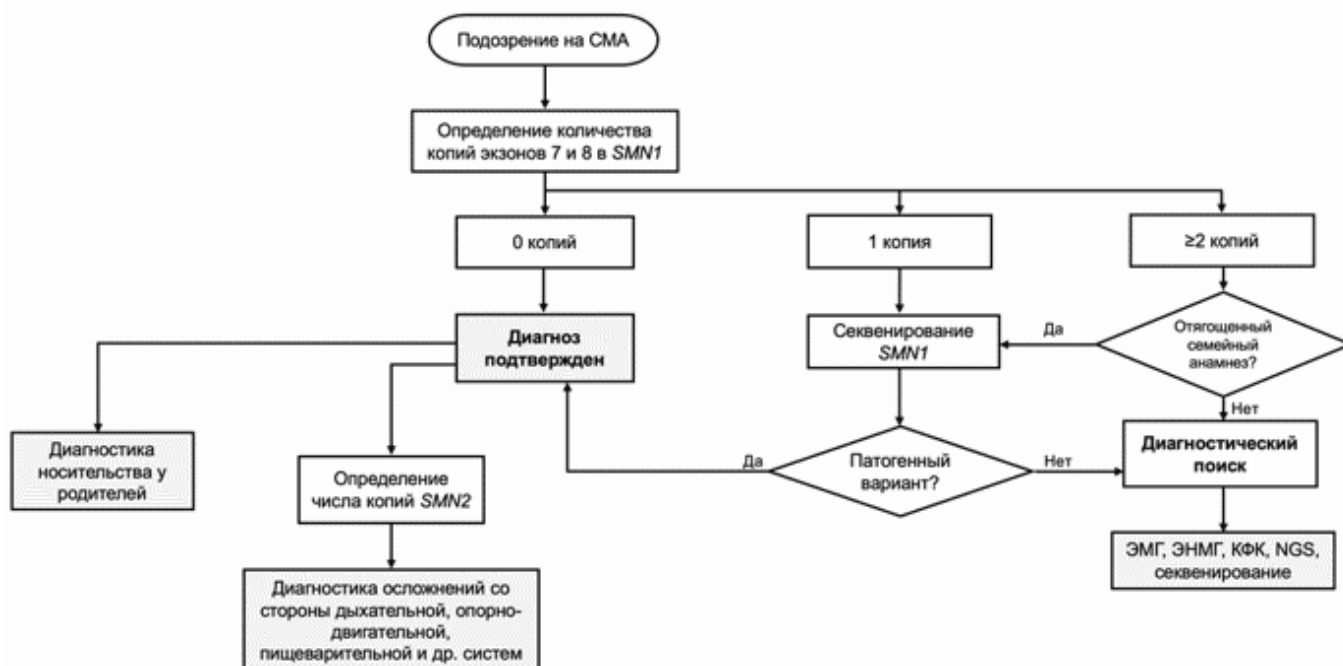 Подозрение на СМА
Определение количества
копий экзонов 7 и 8 в SMN1
0 копий
1 копия
≥2 копий
Диагноз
подтвержден
Секвенирование
SMN1
Да
Отягощенный
семейный
анамнез?
Нет
Диагностика
носительства у
родителей
Определение
числа копий SMN2
Да
Патогенный
вариант?
Нет
Диагностический
поиск
ЭМГ, ЭНМГ, КФК, NGS,
секвенирование
Диагностика осложнений со
стороны дыхательной, опорно-
двигательной,
пищеварительной и др. систем